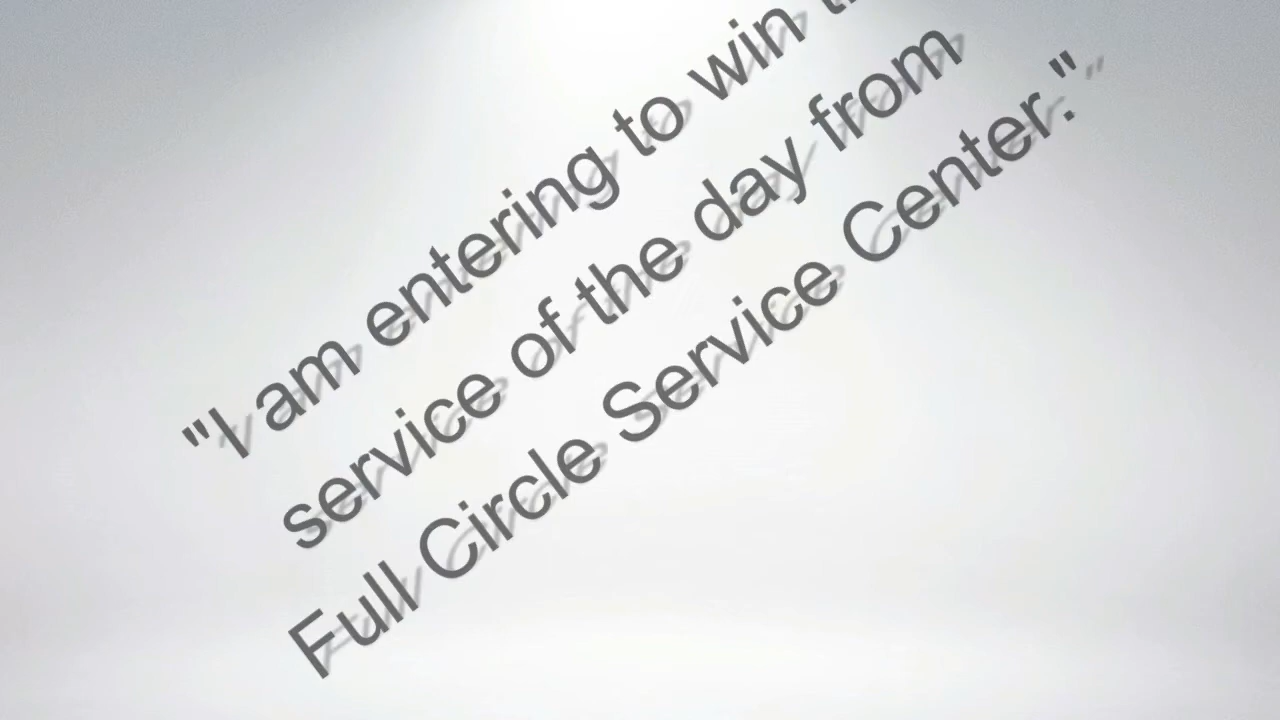 "I am entering to win
service of the day from
Full Circle Service Center."